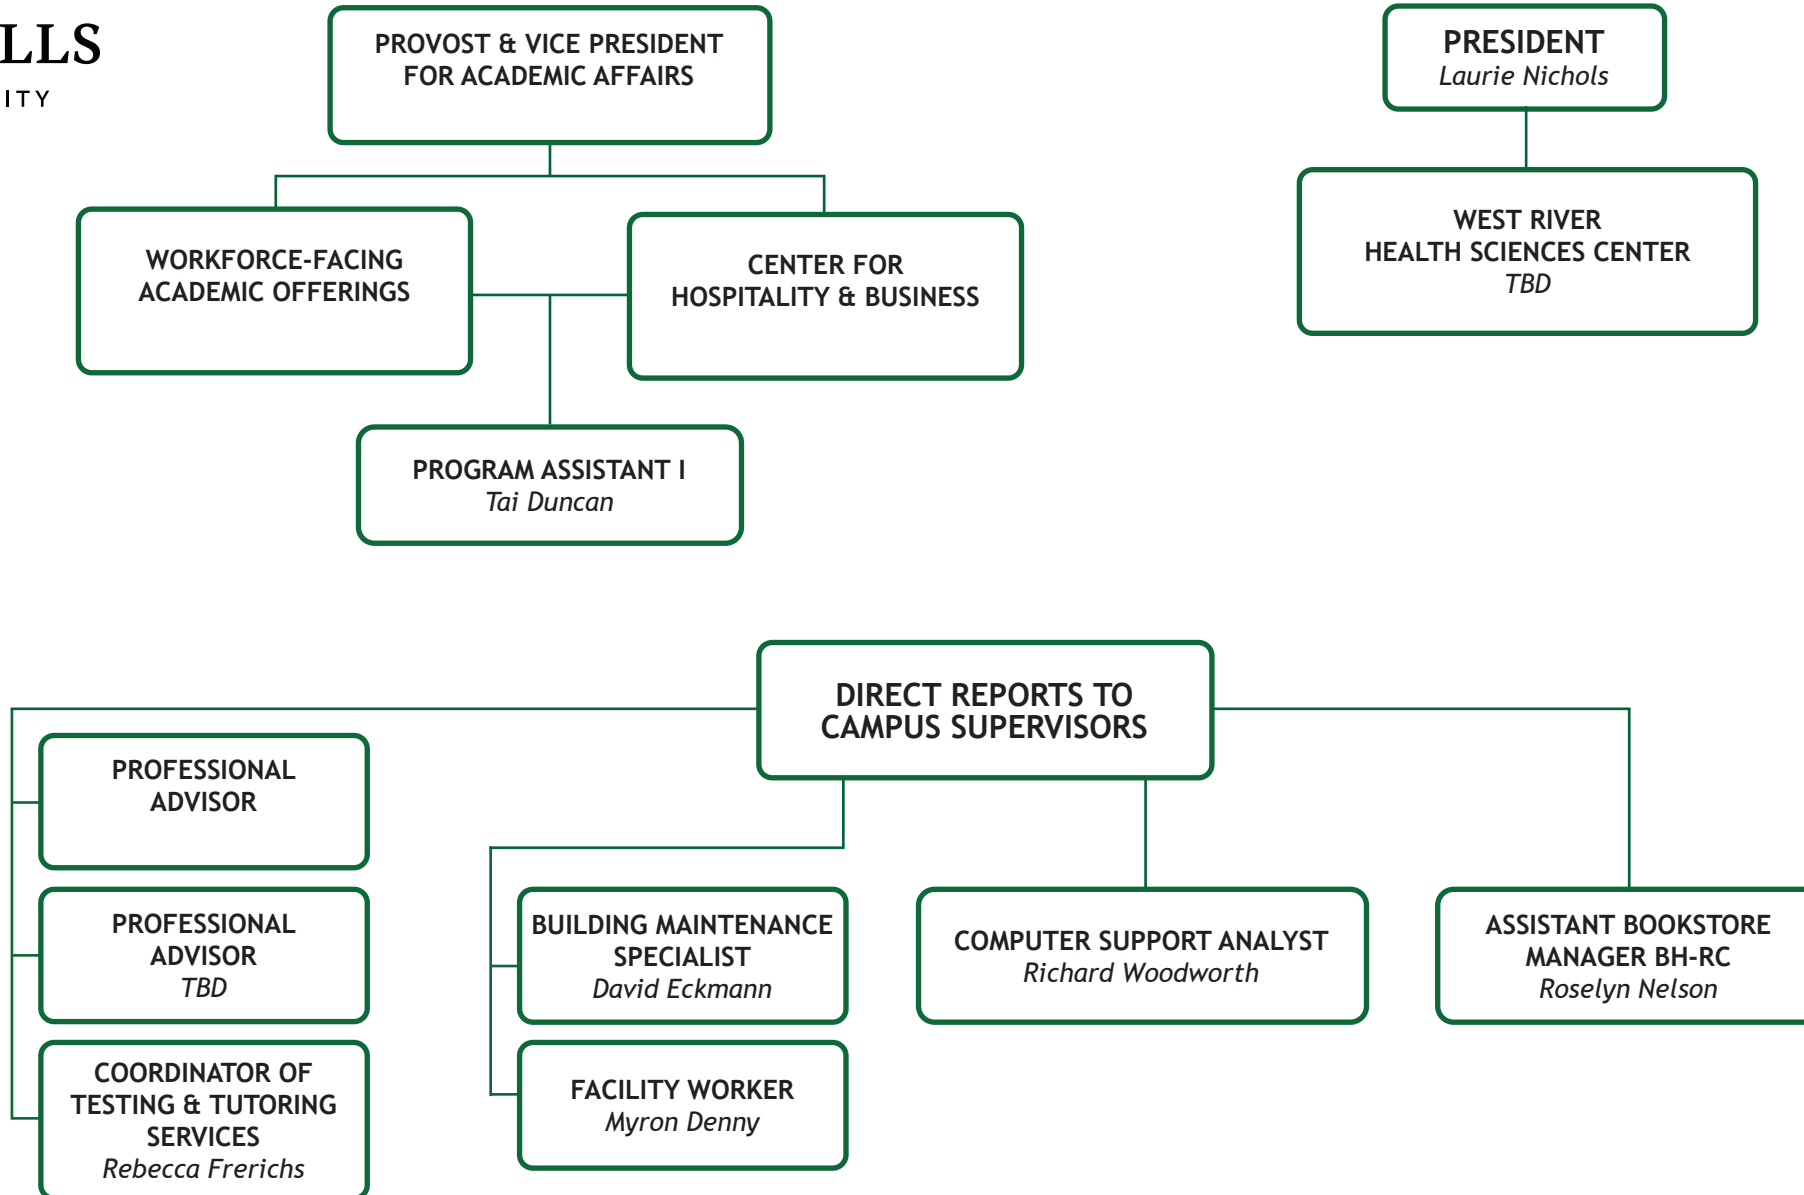 LLS
ITY
PROVOST & VICE PRESIDENT
FOR ACADEMIC AFFAIRS
PRESIDENT
Laurie Nichols
WORKFORCE-FACING
ACADEMIC OFFERINGS
CENTER FOR
HOSPITALITY & BUSINESS
WEST RIVER
HEALTH SCIENCES CENTER
TBD
PROGRAM ASSISTANT I
Tai Duncan
DIRECT REPORTS TO
CAMPUS SUPERVISORS
PROFESSIONAL
ADVISOR
PROFESSIONAL
ADVISOR
TBD
COORDINATOR OF
TESTING & TUTORING
SERVICES
Rebecca Frerichs
BUILDING MAINTENANCE
SPECIALIST
David Eckmann
FACILITY WORKER
Myron Denny
COMPUTER SUPPORT ANALYST
Richard Woodworth
ASSISTANT BOOKSTORE
MANAGER BH-RC
Roselyn Nelson